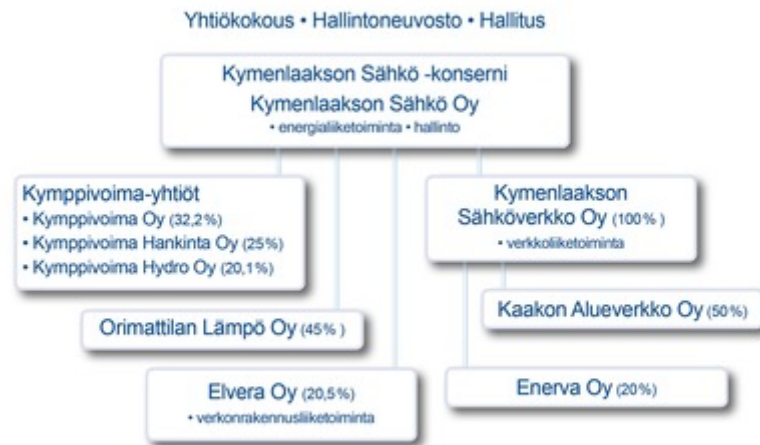 Yhtiökokous • Hallintoneuvosto • Hallitus
Kymenlaakson Sähkö -konserni
Kymenlaakson Sähkö Oy
• energialiiketoiminta • hallinto
Kymppivoima-yhtiöt
• Kymppivoima Oy (32,2%)
• Kymppivoima Hankinta Oy (25%)
• Kymppivoima Hydro Oy (20,1%)
Kymenlaakson
Sähköverkko Oy (100%)
• verkkoliiketoiminta
Kaakon Alueverkko Oy (50%)
Orimattilan Lämpö Oy (45%)
Elvera Oy (20,5%)
• verkonrakennusliiketoiminta
Enerva Oy (20%)